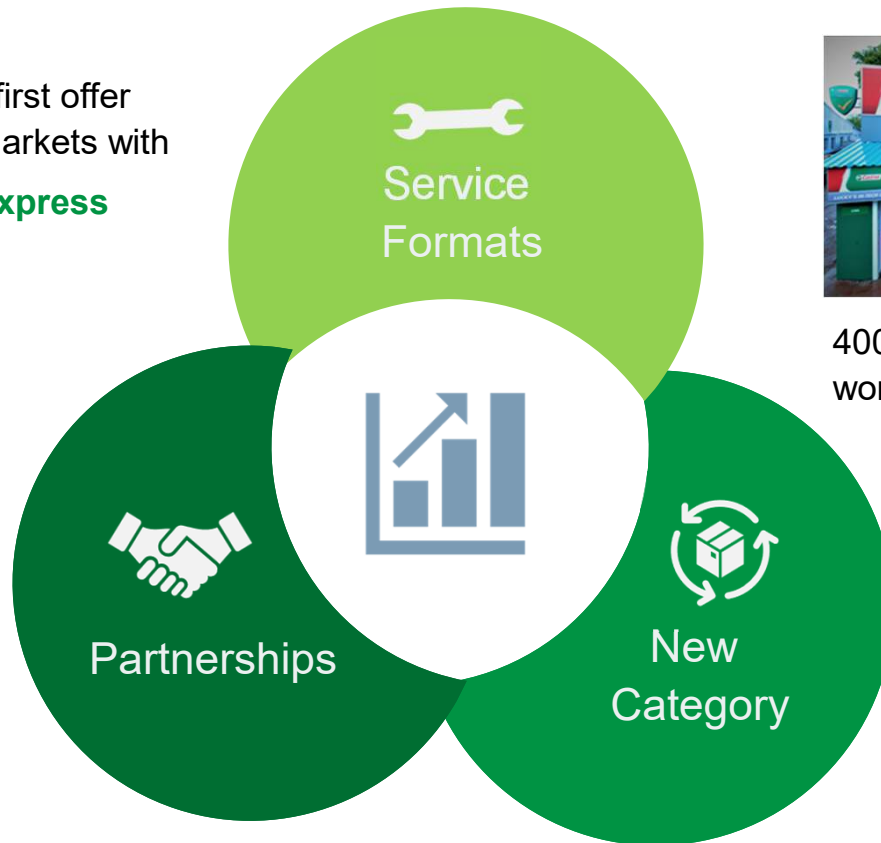 first offer
arkets with
xpress
Service
Formats
400
wor
Partnerships
New
Category